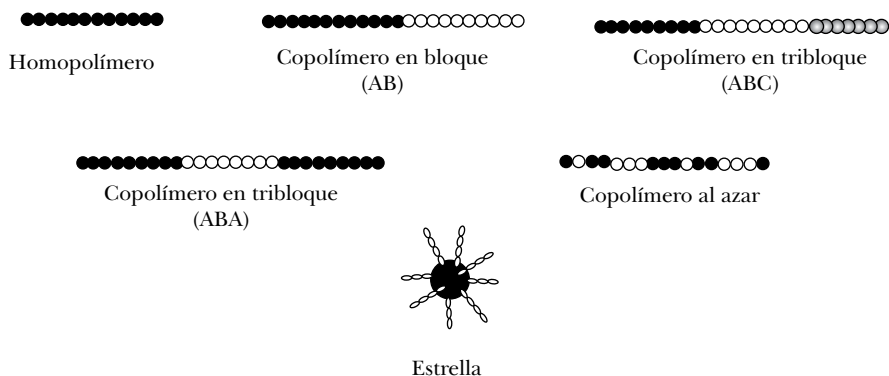 Homopolímero
Copolímero en bloque
(AB)
Copolímero en tribloque
(ABC)
Copolímero en tribloque
(ABA)
Copolímero al azar
Estrella